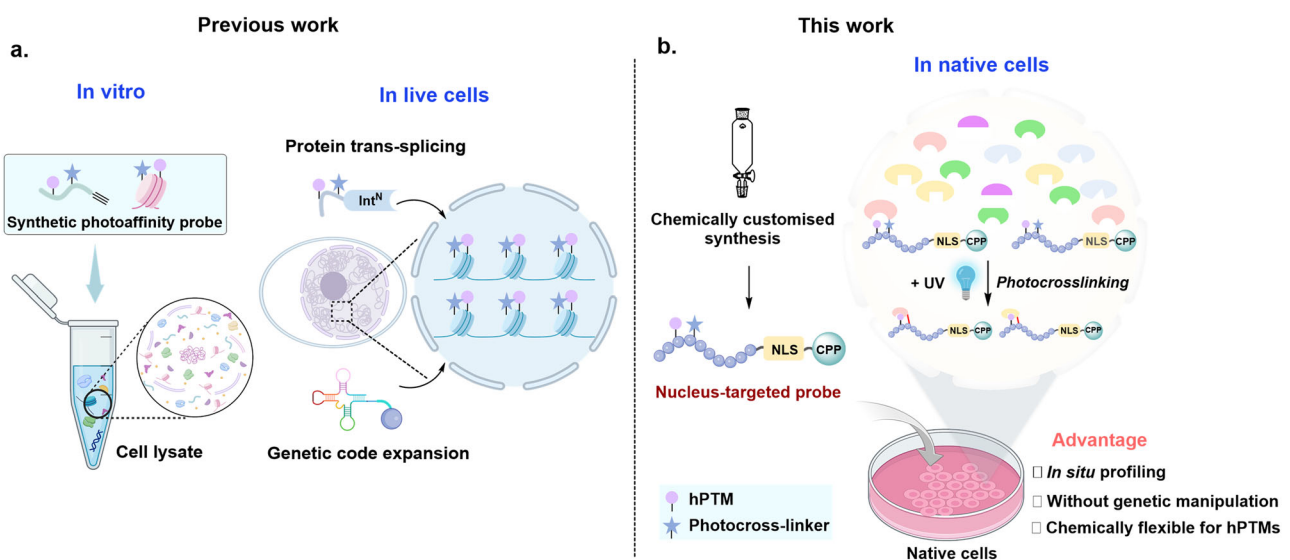 Previous work
a.
In vitro
Synthetic photoaffinity probe
Cell lysate
In live cells
Protein trans-splicing
Int^N
Genetic code expansion
This work
b.
In native cells
Chemically customised
synthesis
NLS
CPP
Nucleus-targeted probe
NLS
CPP
NLS
CPP
+ UV
Photocrosslinking
NLS
CPP
NLS
CPP
hPTM
Photocross-linker
Native cells
Advantage
In situ profiling
Without genetic manipulation
Chemically flexible for hPTMs